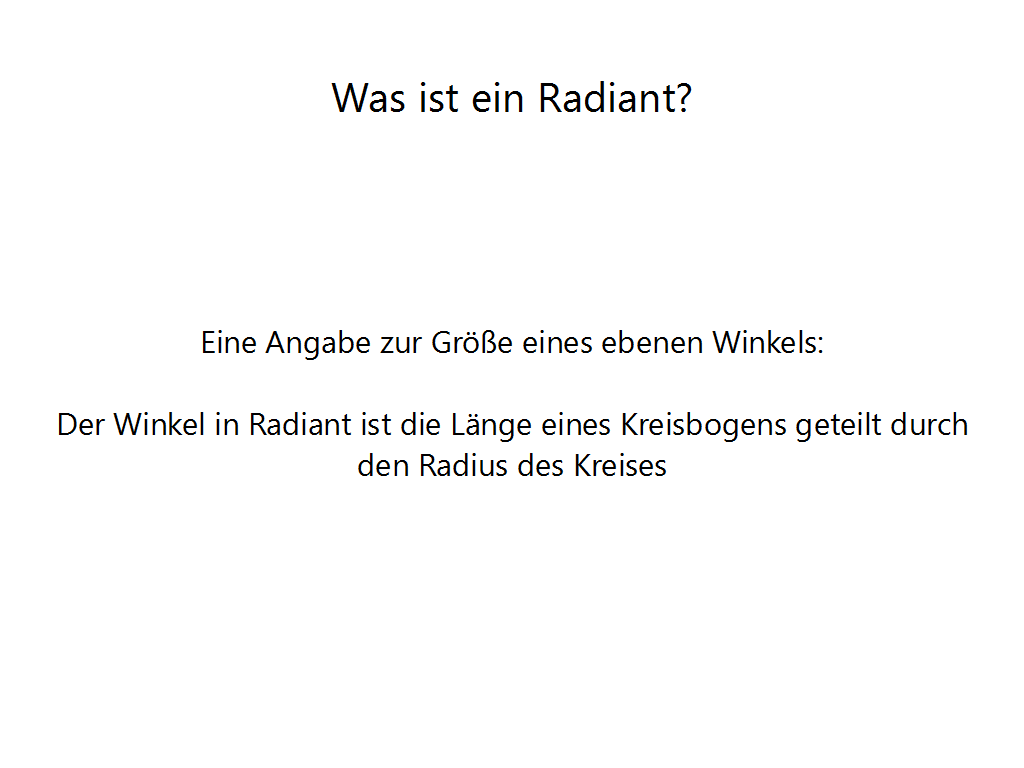 Was ist ein Radiant?
Eine Angabe zur Größe eines ebenen Winkels:
Der Winkel in Radiant ist die Länge eines Kreisbogens geteilt durch
den Radius des Kreises